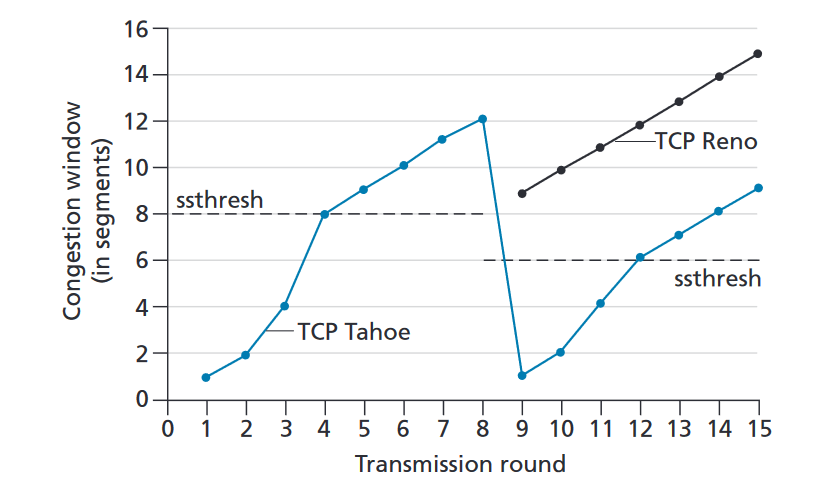 16
14
12
10
8
6
4
2
0
Congestion window
(in segments)
ssthresh
TCP Reno
ssthresh
TCP Tahoe
0 1 2 3 4 5 6 7 8 9 10 11 12 13 14 15
Transmission round